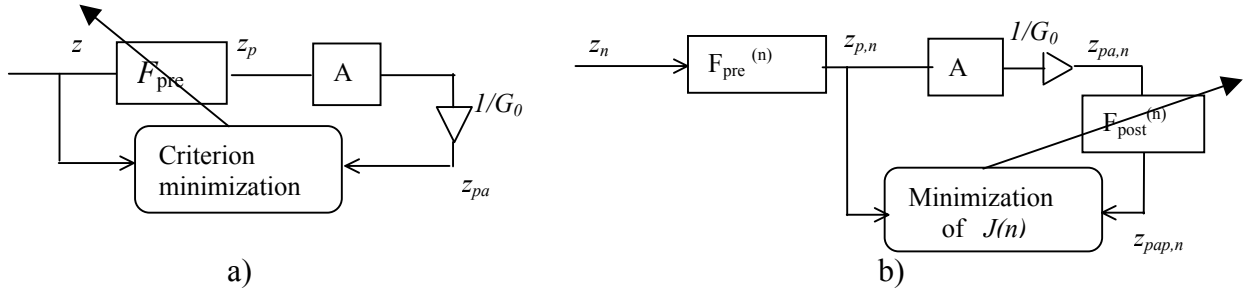 z
F_pre
z_p
A
1/G_0
Criterion
minimization
z_pa
a)
z_n
F_pre^(n)
z_p,n
A
1/G_0
z_pa,n
F_post^(n)
Minimization
of J(n)
z_pap,n
b)